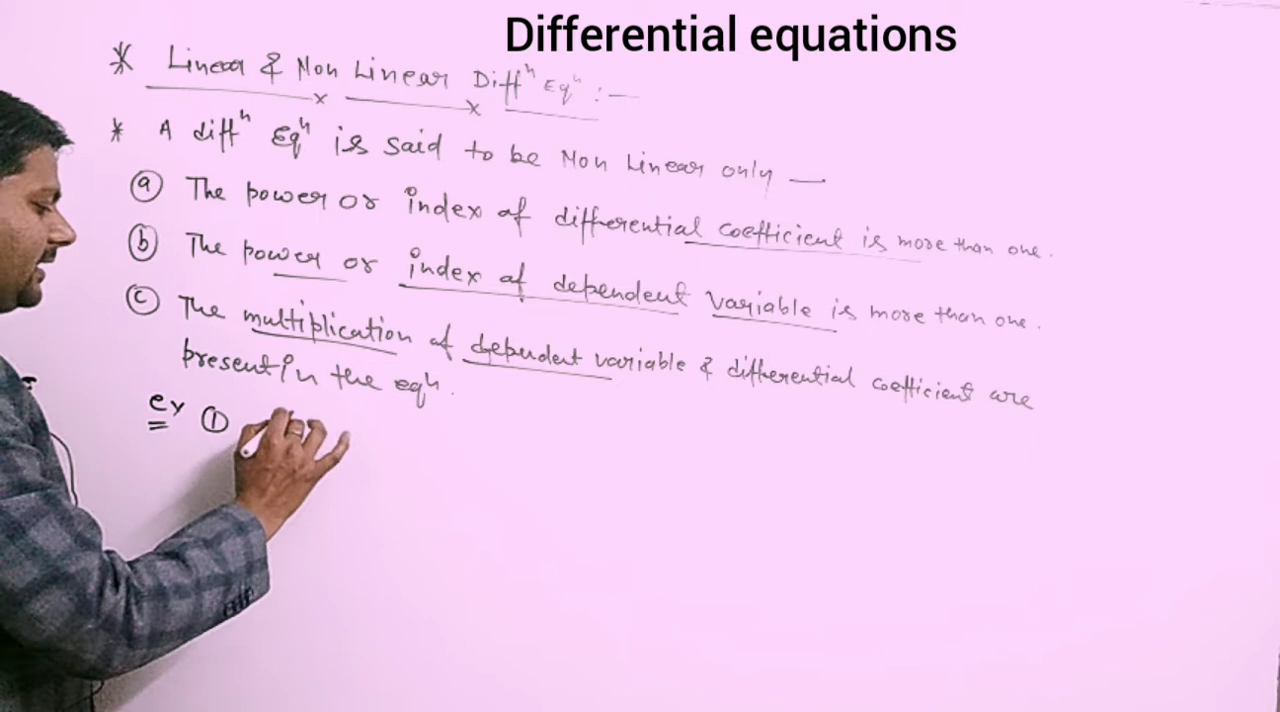 Differential equations
* Linear & Non Linear Diffⁿ Eqⁿ :—
* A diffⁿ Eqⁿ is said to be Non Linear only —
(a) The power or index of differential coefficient is more than one.
(b) The power or index of dependent variable is more than one.
(c) The multiplication of dependent variable & differential coefficient are
present in the eqⁿ.
ex (1)